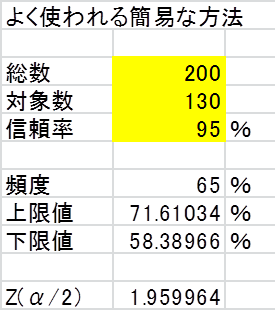 よく使われる簡易な方法
総数 200
対象数 130
信頼率 95 %
頻度 65 %
上限値 71.61034 %
下限値 58.38966 %
Z(α/2) 1.959964